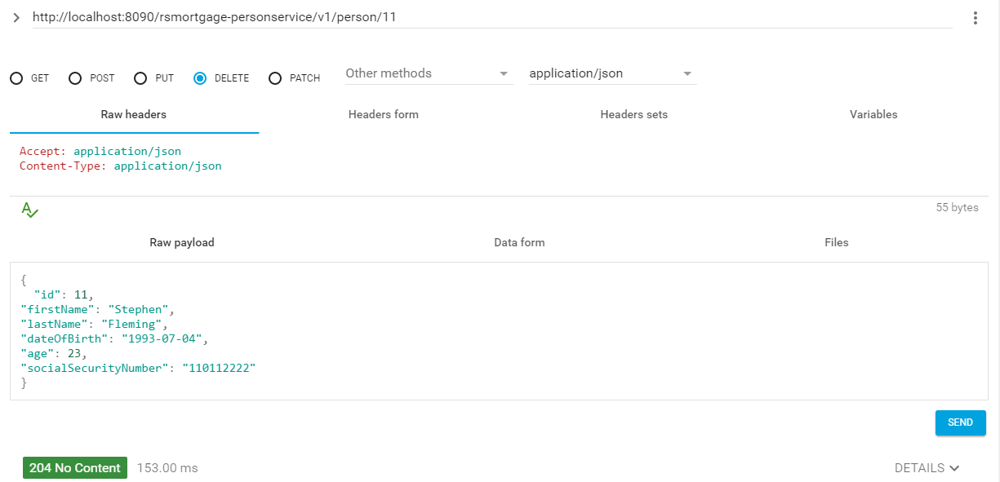 http://localhost:8090/rsmortgage-personservice/v1/person/11
GET POST PUT DELETE PATCH Other methods application/json
Raw headers Headers form Headers sets Variables
Accept: application/json
Content-Type: application/json
55 bytes
Raw payload Data form Files
{
"id": 11,
"firstName": "Stephen",
"lastName": "Fleming",
"dateOfBirth": "1993-07-04",
"age": 23,
"socialSecurityNumber": "110112222"
}
SEND
204 No Content 153.00 ms DETAILS